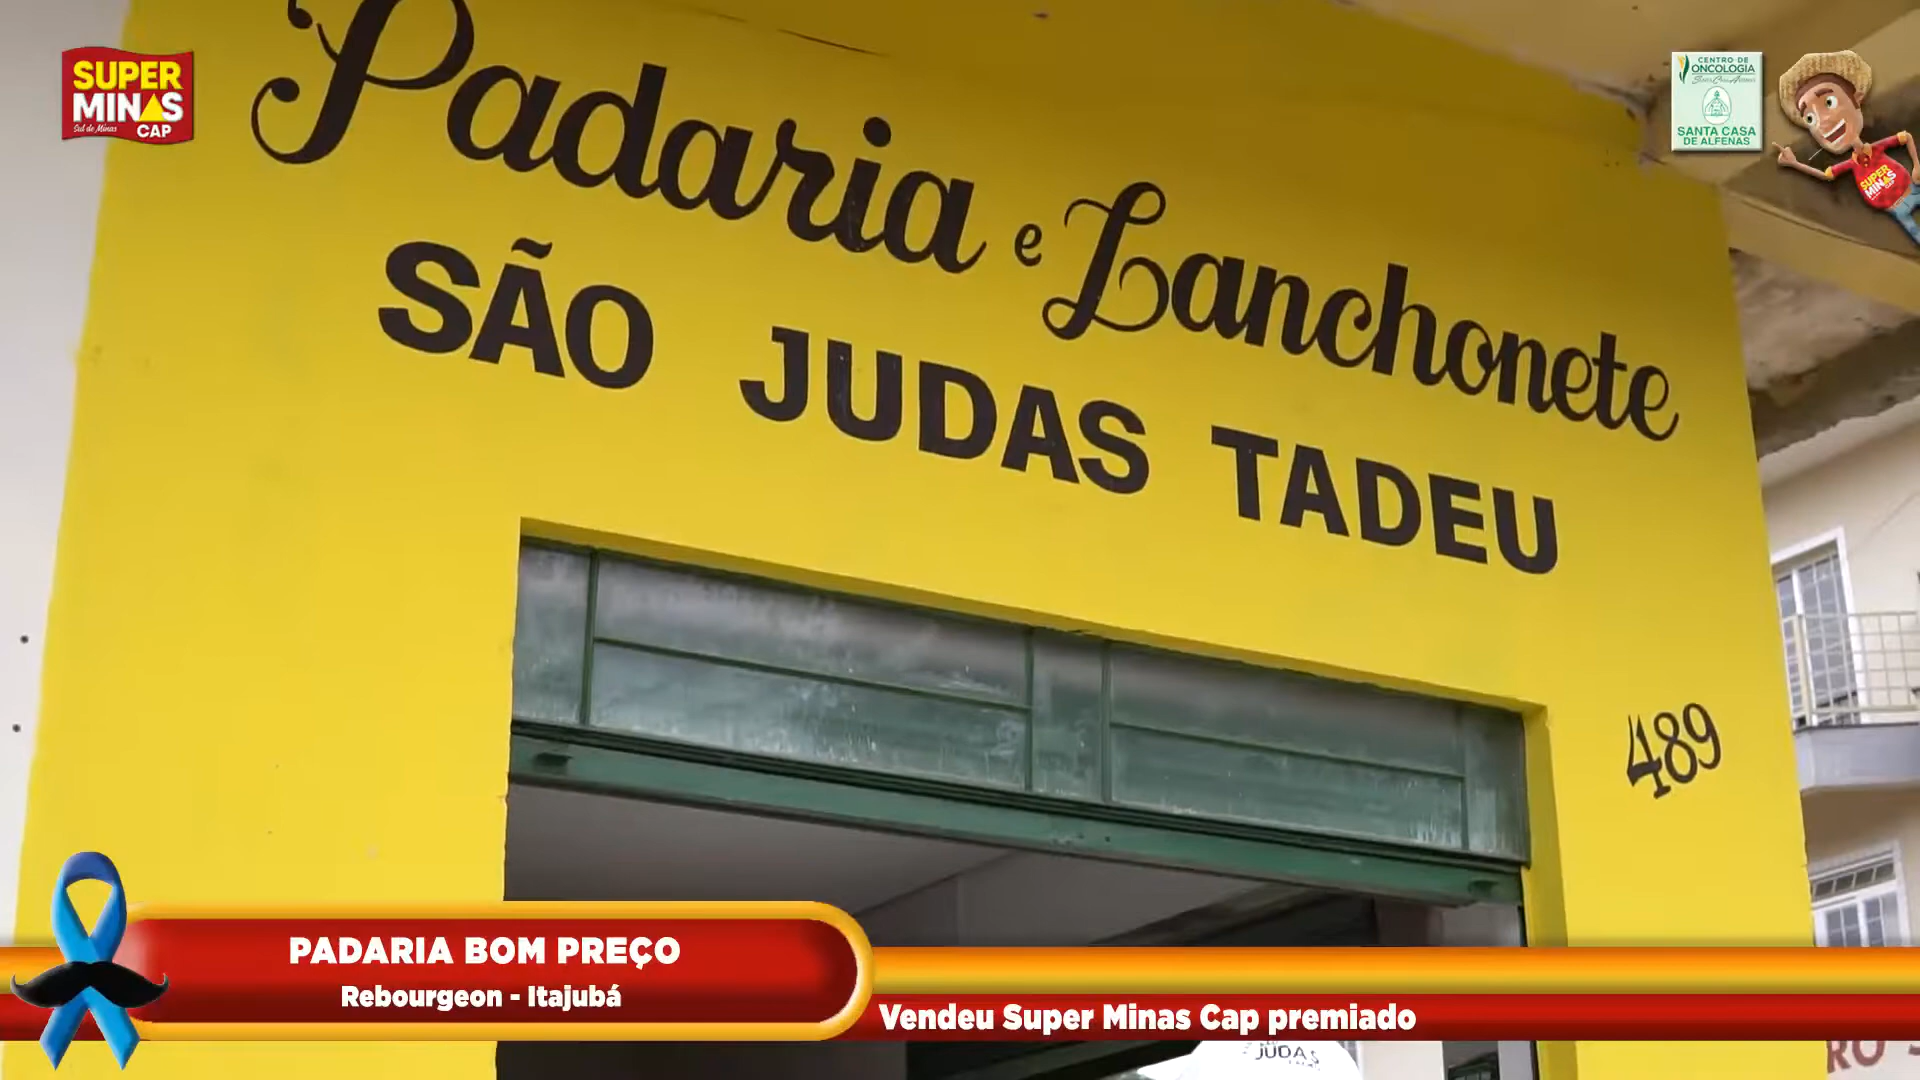 SUPER
MINAS
Sul de Minas
CAP
CENTRO DE
ONCOLOGIA
SANTA CASA
DE ALFENAS
SUPER
MINAS
Padaria e Lanchonete
SÃO JUDAS TADEU
489
PADARIA BOM PREÇO
Rebourgeon - Itajubá
Vendeu Super Minas Cap premiado
JUDAS